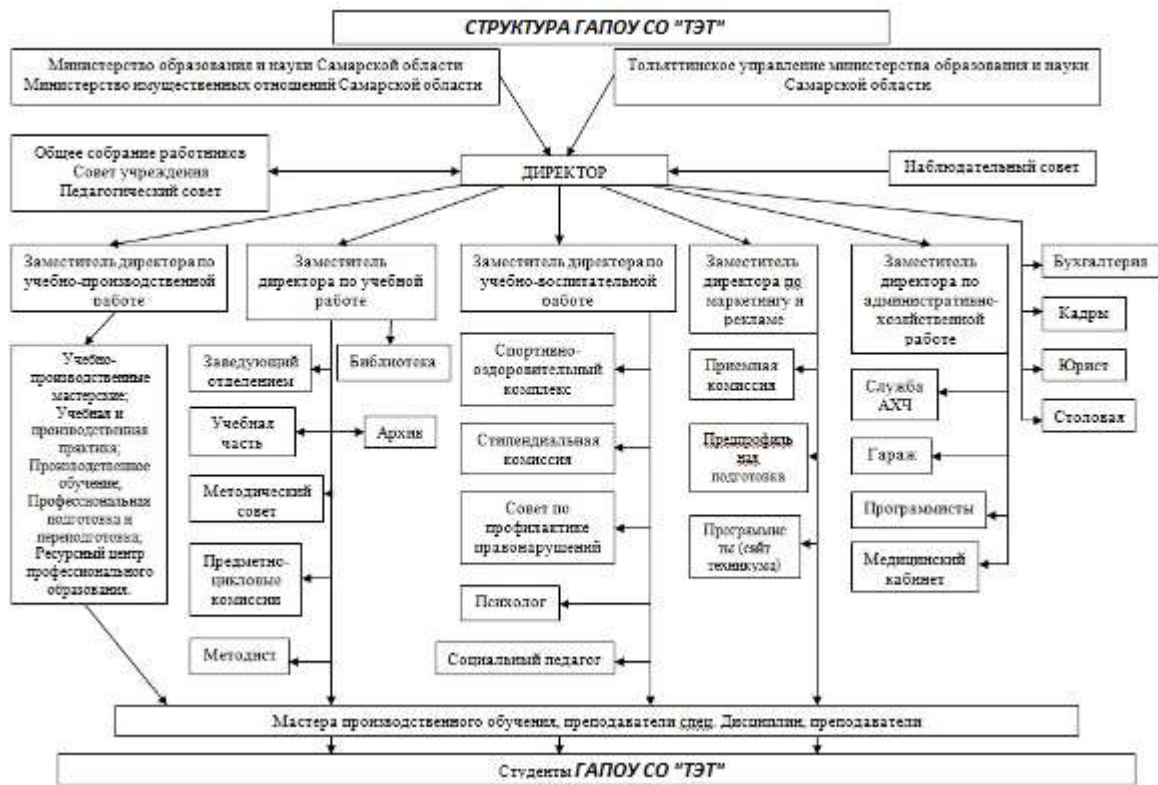 СТРУКТУРА ГАПОУ СО "ТЭТ"
Министерство образования и науки Самарской области
Министерство имущественных отношений Самарской области
Тольяттинское управление министерства образования и науки
Самарской области
Общее собрание работников
Совет учреждения
Педагогический совет
ДИРЕКТОР
Наблюдательный совет
Заместитель директора по
учебно-производственной
работе
Заместитель
директора по учебной
работе
Заместитель директора по
учебно-воспитательной
работе
Заместитель
директора по
маркетингу и
рекламе
Заместитель
директора по
административно-
хозяйственной
работе
Бухгалтерия
Кадры
Юрист
Столовая
Учебно-
производственные
мастерские;
Учебная и
производственная
практика;
Производственное
обучение;
Профессиональная
подготовка и
переподготовка;
Ресурсный центр
профессионального
образования.
Заведующий
отделением
Библиотека
Учебная
часть
Архив
Методический
совет
Предметно-
цикловые
комиссии
Методист
Спортивно-
оздоровительный
комплекс
Стипендиальная
комиссия
Совет по
профилактике
правонарушений
Психолог
Социальный педагог
Приемная
комиссия
Предпрофиль
ная
подготовка
Программис
ты (сайт
техникума)
Служба
АХЧ
Гараж
Программисты
Медицинский
кабинет
Мастера производственного обучения, преподаватели спец. Дисциплин, преподаватели
Студенты ГАПОУ СО "ТЭТ"